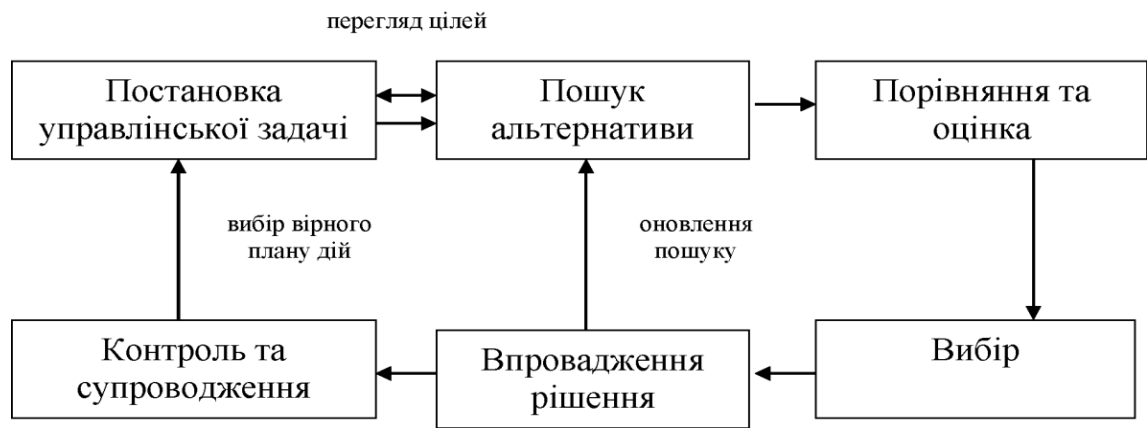 перегляд цілей
Постановка
управлінської задачі
Пошук
альтернативи
Порівняння та
оцінка
вибір вірного
плану дій
оновлення
пошуку
Контроль та
супроводження
Впровадження
рішення
Вибір